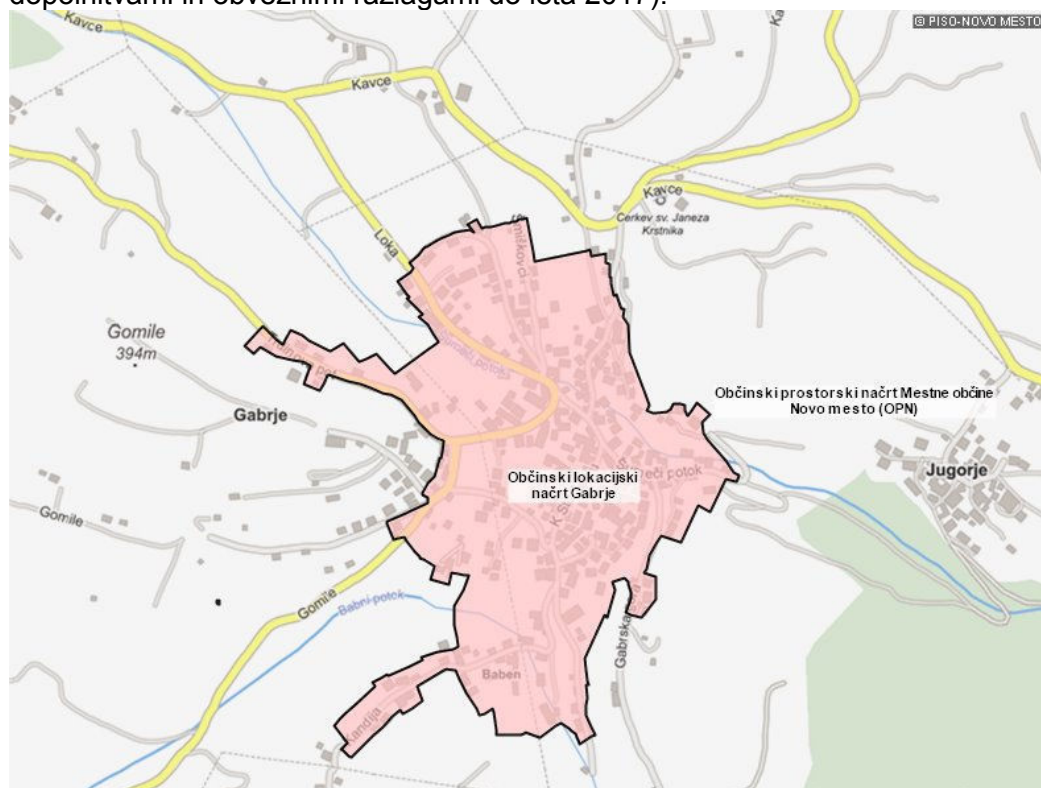 dopolnitvami in obveznimi razlagami do leta 2017).
© PISO-NOVO MESTO
Kavce
Kavce
Kavce
Cerkev sv. Janeza
Krstnika
Loka
Gomile
394m
Gabrje
Občinski prostorski načrt Mestne občine
Novo mesto (OPN)
Občinski lokacijski
načrt Gabrje
potok
Jugorje
Gomile
Gomile
Babni potok
Gabrska
Baben
Kandija